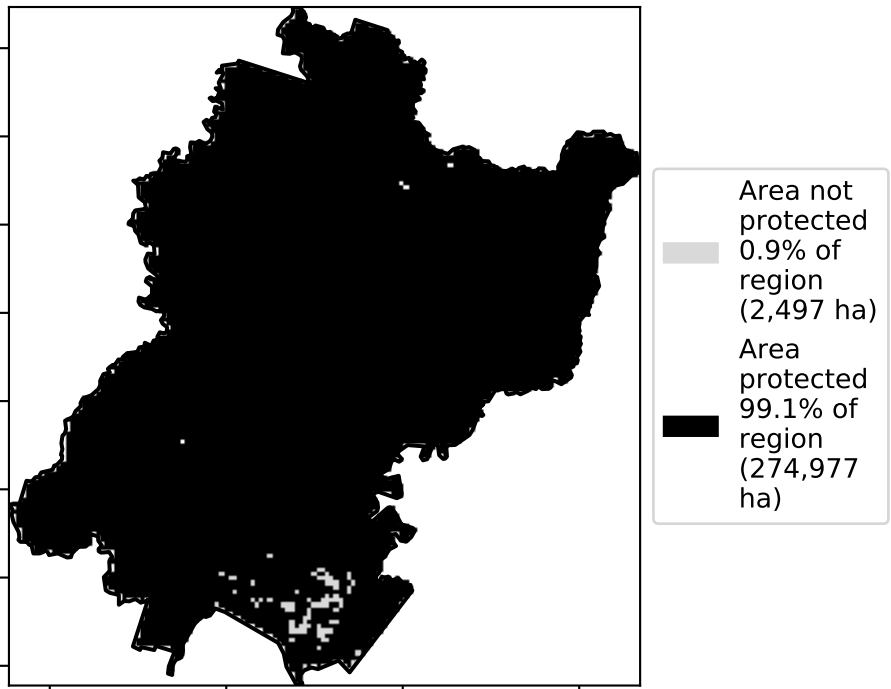 Area not
protected
0.9% of
region
(2,497 ha)
Area
protected
99.1% of
region
(274,977
ha)